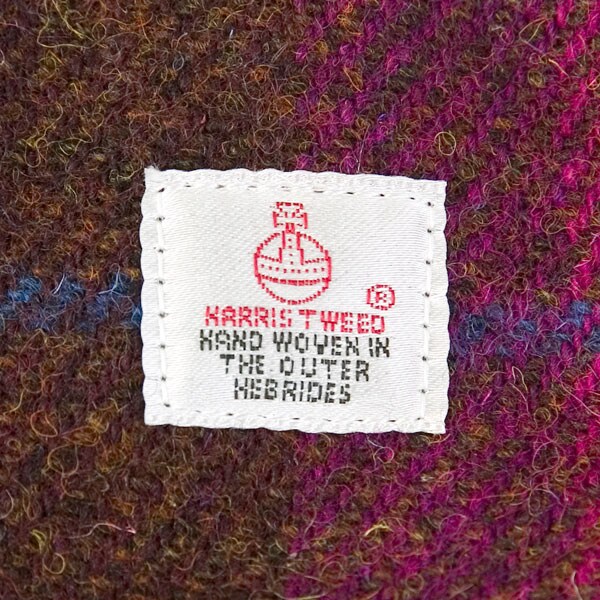 ®
HARRIS TWEED
HAND WOVEN IN
THE OUTER
HEBRIDES